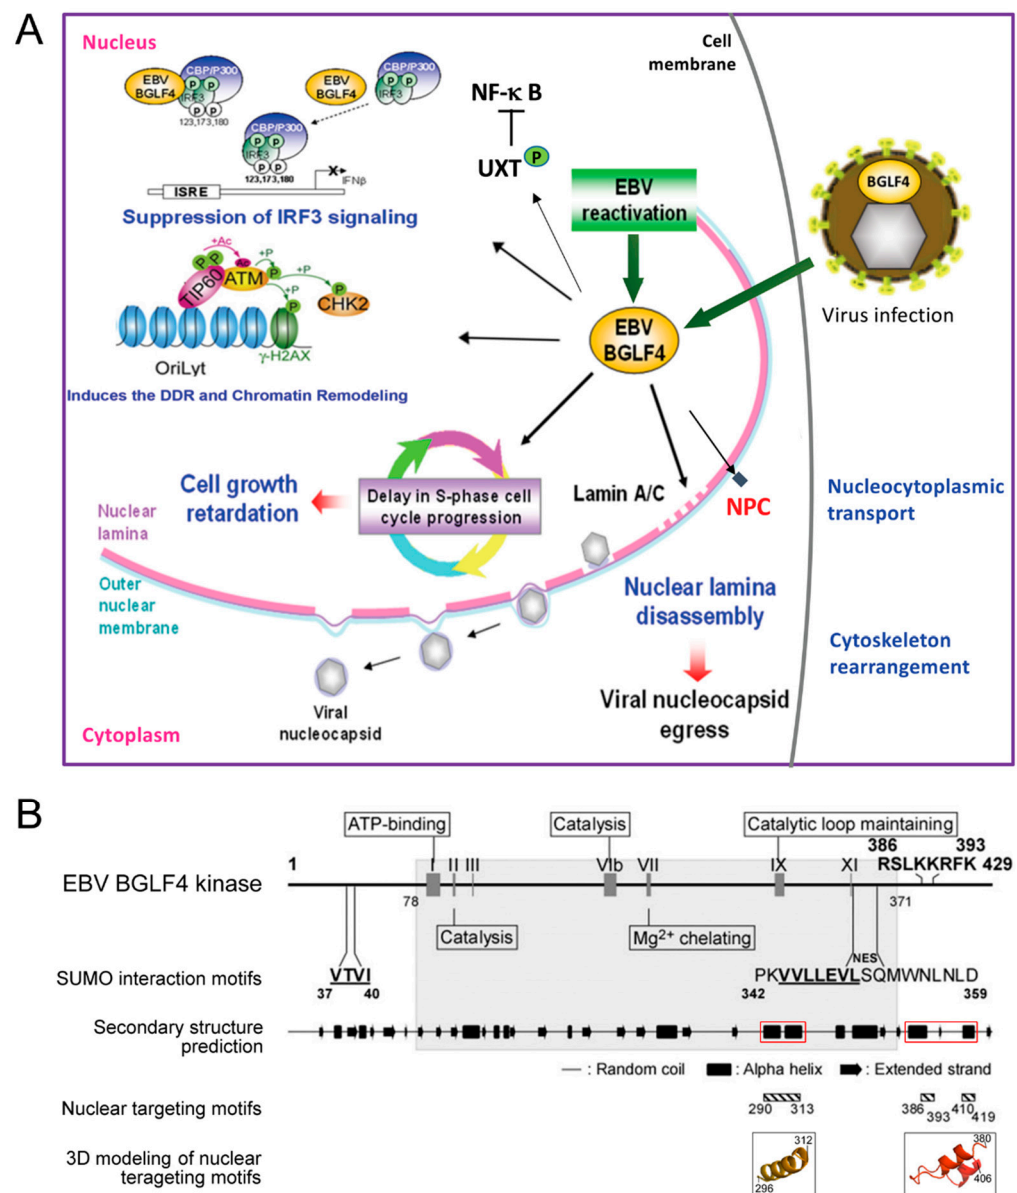 A
Nucleus
Cell
membrane
EBV
BGLF4
CBP/P300
P P
IRF3
P P
123,173,180
EBV
BGLF4
CBP/P300
P P
IRF3
CBP/P300
P P
IRF3
P P
123,173,180
X
IFNβ
ISRE
Suppression of IRF3 signaling
NF-κ B
UXT P
EBV
reactivation
BGLF4
Virus infection
+Ac
P P
Ac
+P
TIP60
ATM
P
+P
+P
P
CHK2
P
γ-H2AX
OriLyt
Induces the DDR and Chromatin Remodeling
EBV
BGLF4
Cell growth
retardation
Delay in S-phase cell
cycle progression
Lamin A/C
NPC
Nucleocytoplasmic
transport
Nuclear
lamina
Outer
nuclear
membrane
Nuclear lamina
disassembly
Cytoskeleton
rearrangement
Viral
nucleocapsid
Viral nucleocapsid
egress
Cytoplasm
B
ATP-binding
Catalysis
Catalytic loop maintaining
386 393
1 I II III VIb VII IX XI RSLKKRFK 429
EBV BGLF4 kinase
78 371
Catalysis
Mg2+ chelating
NES
SUMO interaction motifs
VTVI
PKVVLLEVLSQMWNLNLD
37 40
342 359
Secondary structure
prediction
: Random coil : Alpha helix : Extended strand
Nuclear targeting motifs
290 313
386 393 410 419
3D modeling of nuclear
terageting motifs
312
296
380
406